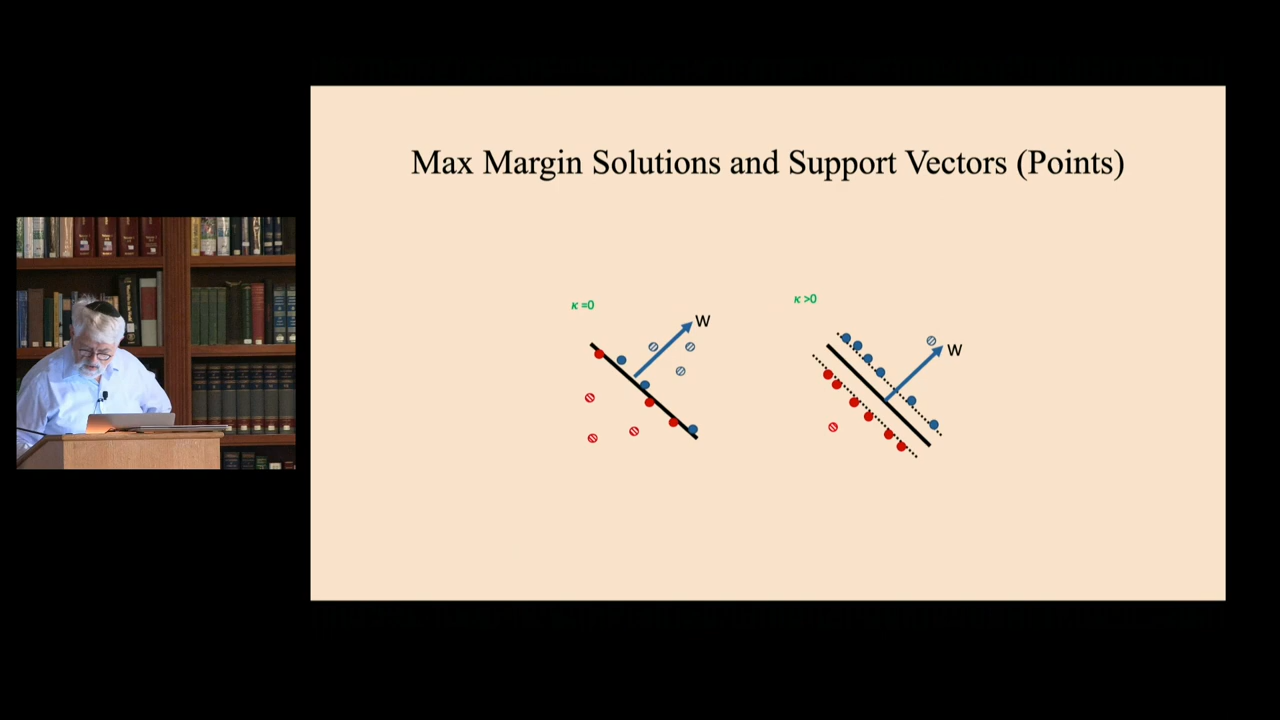 Max Margin Solutions and Support Vectors (Points)
κ =0
κ >0
W
W